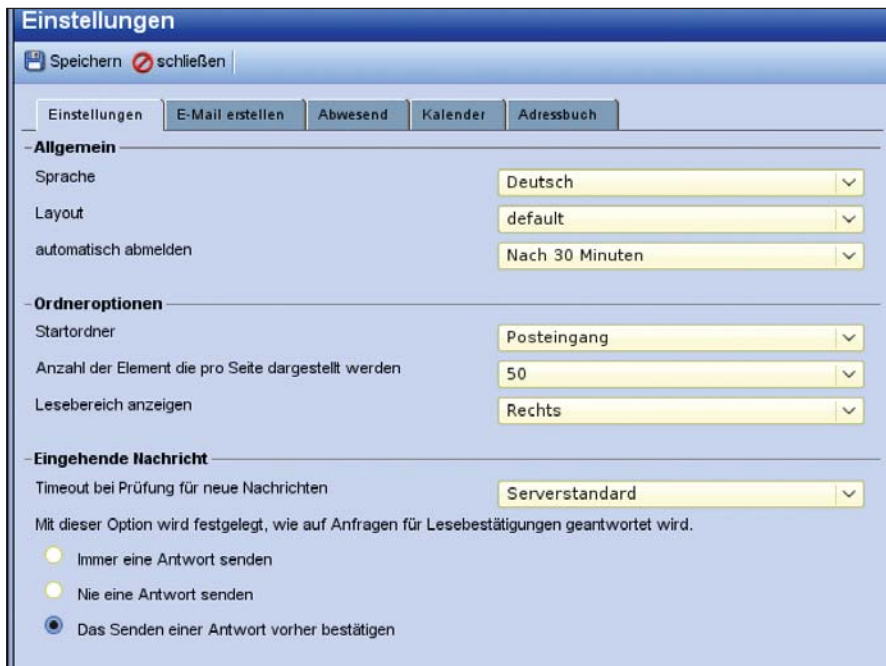 Einstellungen
Speichern schließen
Einstellungen E-Mail erstellen Abwesend Kalender Adressbuch
Allgemein
Sprache Deutsch
Layout default
automatisch abmelden Nach 30 Minuten
Ordneroptionen
Startordner Posteingang
Anzahl der Element die pro Seite dargestellt werden 50
Lesebereich anzeigen Rechts
Eingehende Nachricht
Timeout bei Prüfung für neue Nachrichten Serverstandard
Mit dieser Option wird festgelegt, wie auf Anfragen für Lesebestätigungen geantwortet wird.
Immer eine Antwort senden
Nie eine Antwort senden
Das Senden einer Antwort vorher bestätigen